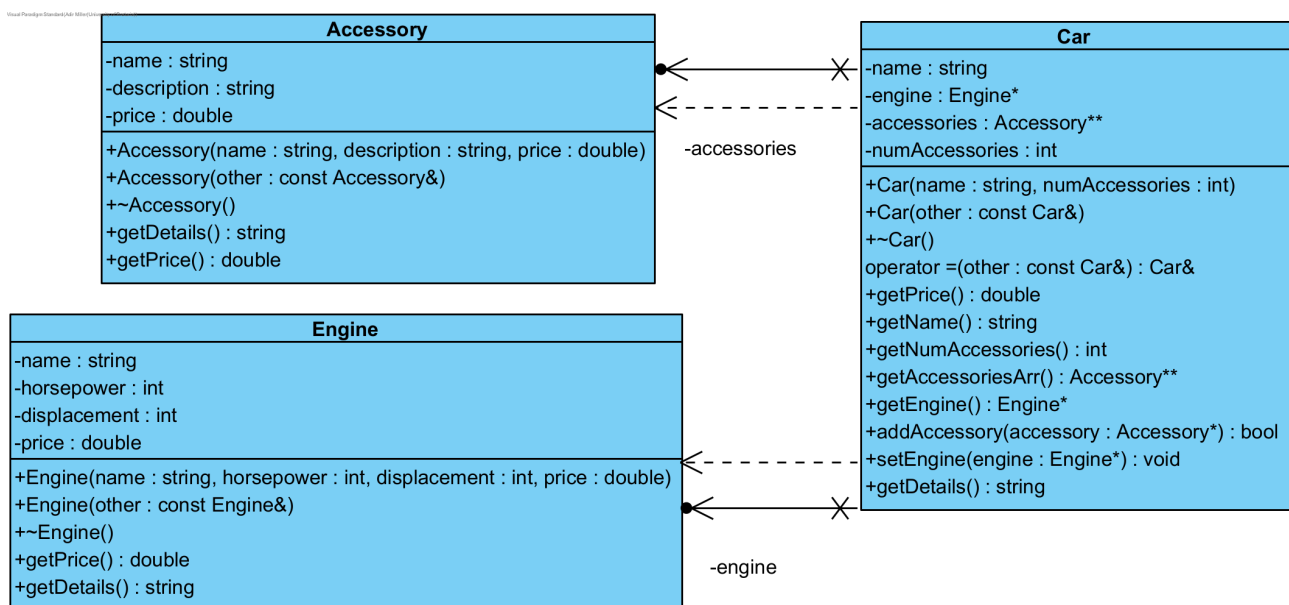 Accessory
-name : string
-description : string
-price : double
+Accessory(name : string, description : string, price : double)
+Accessory(other : const Accessory&)
+~Accessory()
+getDetails() : string
+getPrice() : double
-accessories
Car
-name : string
-engine : Engine*
-accessories : Accessory**
-numAccessories : int
+Car(name : string, numAccessories : int)
+Car(other : const Car&)
+~Car()
operator =(other : const Car&) : Car&
+getPrice() : double
+getName() : string
+getNumAccessories() : int
+getAccessoriesArr() : Accessory**
+getEngine() : Engine*
+addAccessory(accessory : Accessory*) : bool
+setEngine(engine : Engine*) : void
+getDetails() : string
Engine
-name : string
-horsepower : int
-displacement : int
-price : double
+Engine(name : string, horsepower : int, displacement : int, price : double)
+Engine(other : const Engine&)
+~Engine()
+getPrice() : double
+getDetails() : string
-engine